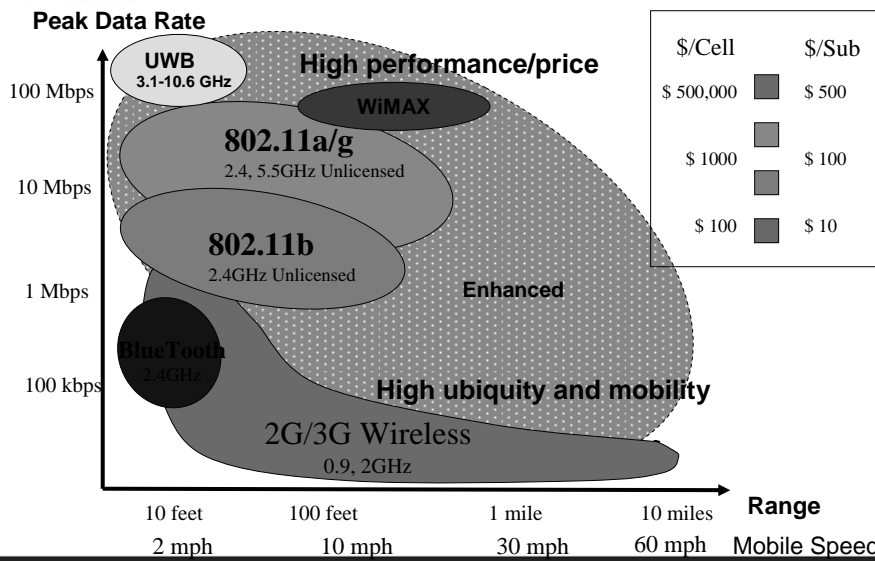 Peak Data Rate
UWB
3.1-10.6 GHz
High performance/price
$/Cell
$/Sub
100 Mbps
WiMAX
$ 500,000
$ 500
802.11a/g
2.4, 5.5GHz Unlicensed
$ 1000
$ 100
10 Mbps
$ 100
$ 10
802.11b
2.4GHz Unlicensed
1 Mbps
Enhanced
BlueTooth
2.4GHz
100 kbps
High ubiquity and mobility
2G/3G Wireless
0.9, 2GHz
Range
10 feet
100 feet
1 mile
10 miles
2 mph
10 mph
30 mph
60 mph
Mobile Speed